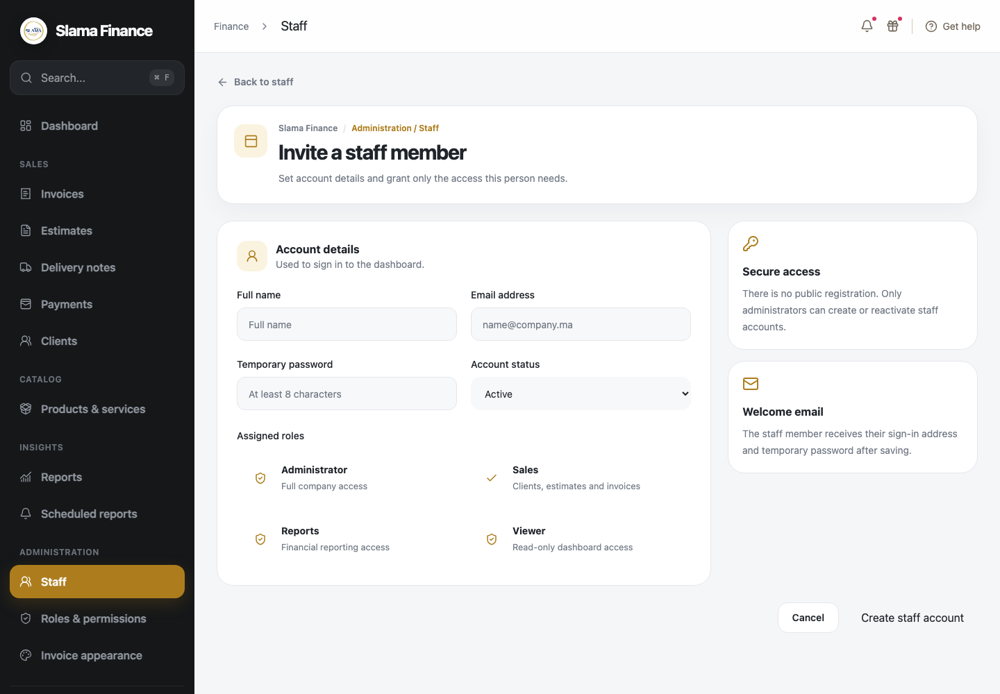 SLAMA
Slama Finance
Search...
⌘ F
Dashboard
SALES
Invoices
Estimates
Delivery notes
Payments
Clients
CATALOG
Products & services
INSIGHTS
Reports
Scheduled reports
ADMINISTRATION
Staff
Roles & permissions
Invoice appearance
Finance > Staff
Get help
Back to staff
Slama Finance / Administration / Staff
Invite a staff member
Set account details and grant only the access this person needs.
Account details
Used to sign in to the dashboard.
Full name
Full name
Email address
name@company.ma
Temporary password
At least 8 characters
Account status
Active
Assigned roles
Administrator
Full company access
Sales
Clients, estimates and invoices
Reports
Financial reporting access
Viewer
Read-only dashboard access
Secure access
There is no public registration. Only
administrators can create or reactivate staff
accounts.
Welcome email
The staff member receives their sign-in address
and temporary password after saving.
Cancel
Create staff account